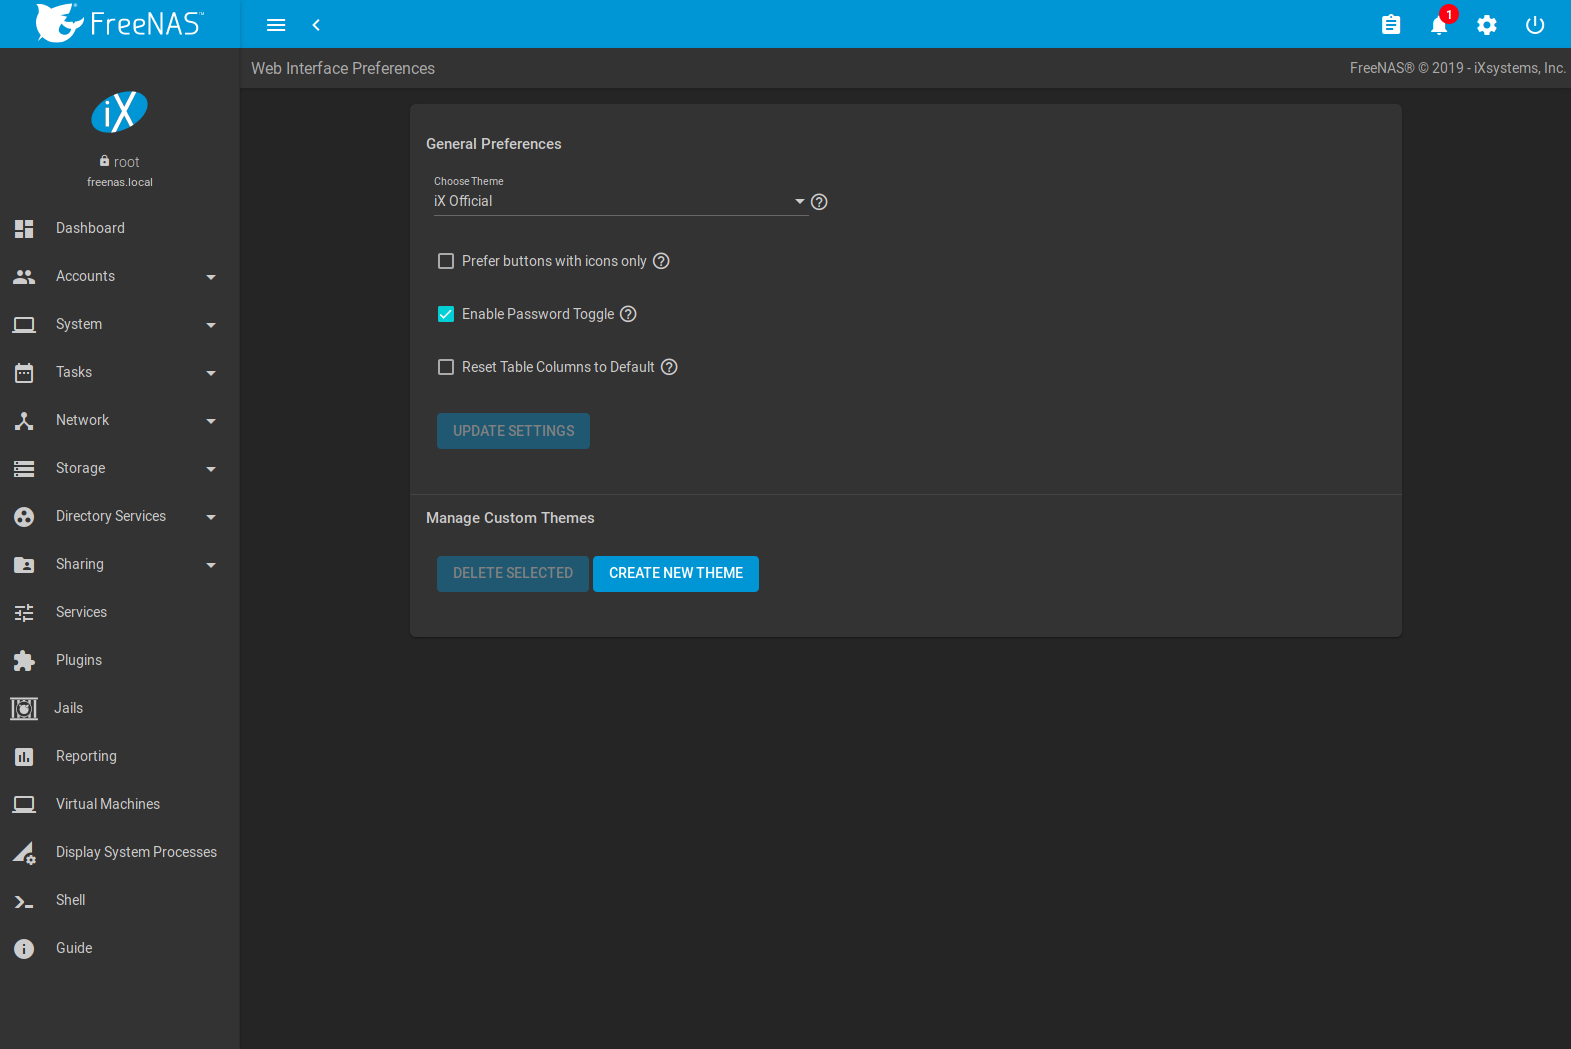 FreeNAS™
1
Web Interface Preferences
FreeNAS® © 2019 - iXsystems, Inc.
iX
root
freenas.local
Dashboard
Accounts
System
Tasks
Network
Storage
Directory Services
Sharing
Services
Plugins
Jails
Reporting
Virtual Machines
Display System Processes
Shell
Guide
General Preferences
Choose Theme
iX Official
Prefer buttons with icons only
Enable Password Toggle
Reset Table Columns to Default
UPDATE SETTINGS
Manage Custom Themes
DELETE SELECTED CREATE NEW THEME